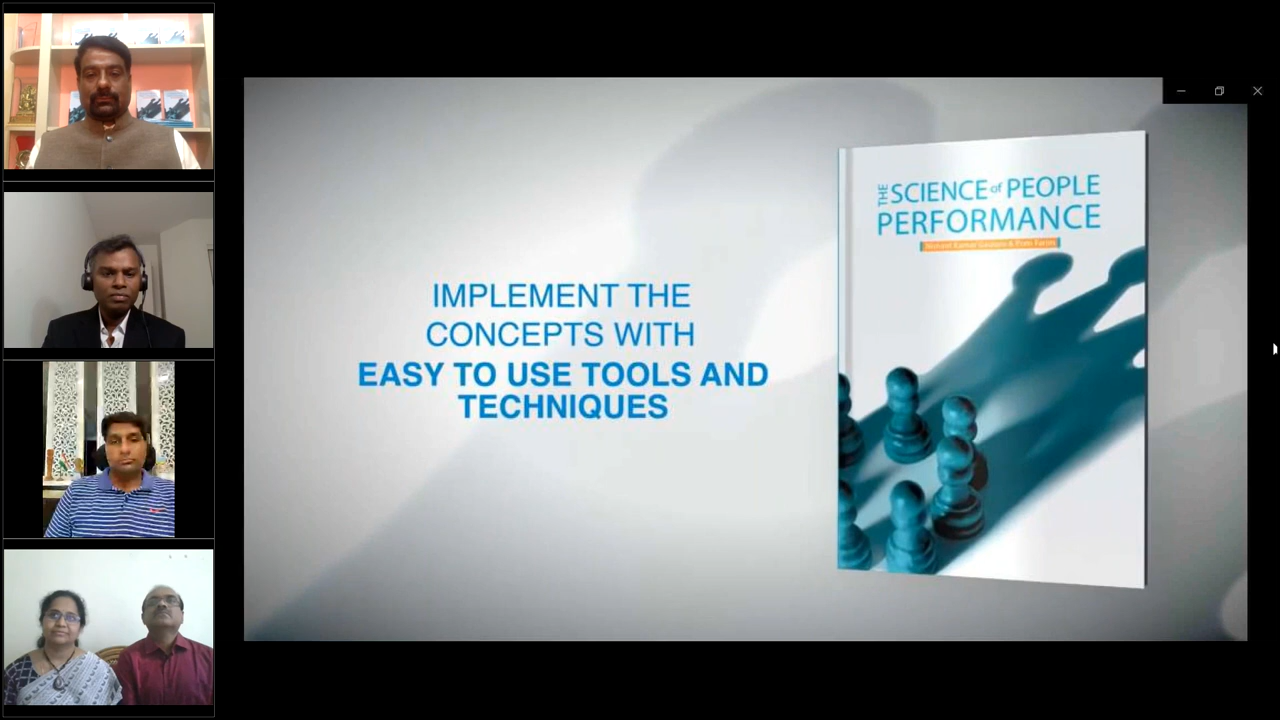 IMPLEMENT THE
CONCEPTS WITH
EASY TO USE TOOLS AND
TECHNIQUES
THE SCIENCE of PEOPLE
PERFORMANCE